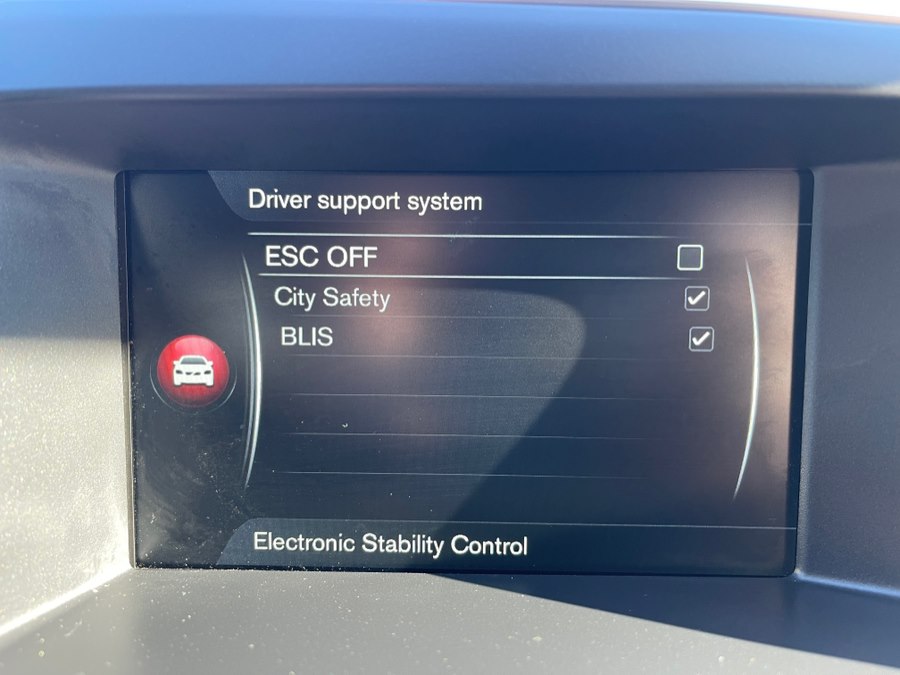 Driver support system
ESC OFF
City Safety
BLIS
Electronic Stability Control